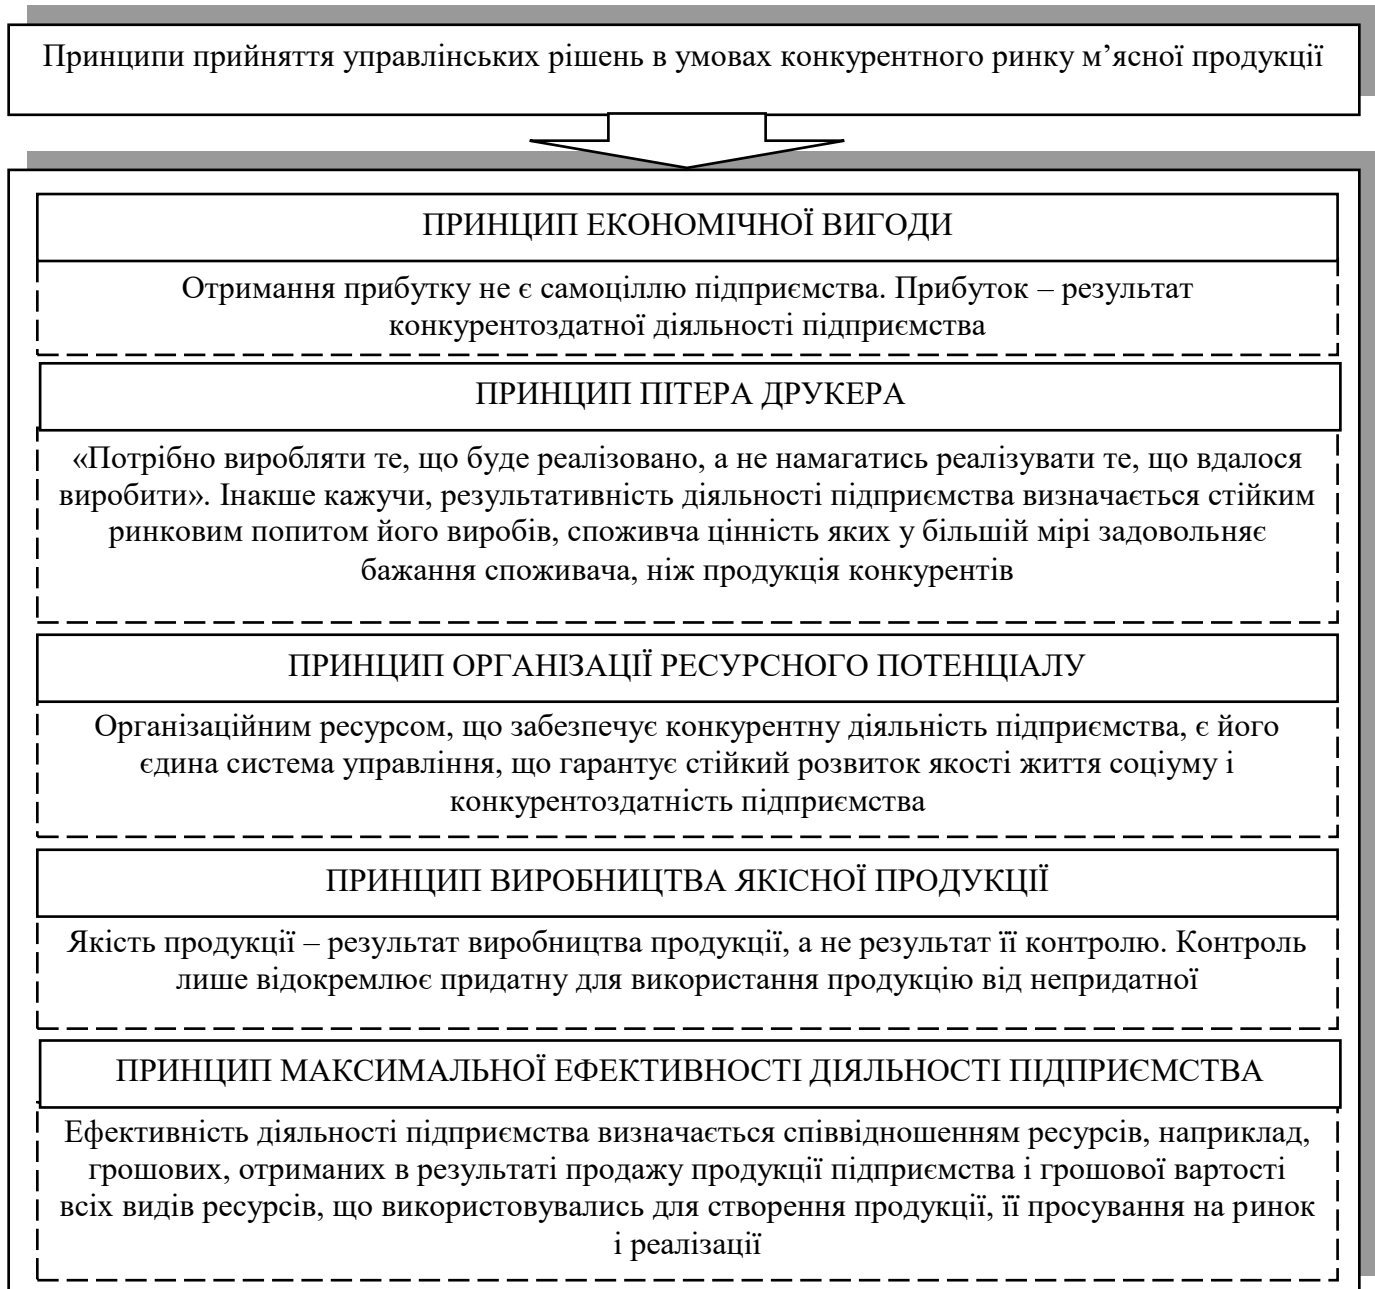 Принципи прийняття управлінських рішень в умовах конкурентного ринку м’ясної продукції
ПРИНЦИП ЕКОНОМІЧНОЇ ВИГОДИ
Отримання прибутку не є самоціллю підприємства. Прибуток – результат
конкурентоздатної діяльності підприємства
ПРИНЦИП ПІТЕРА ДРУКЕРА
«Потрібно виробляти те, що буде реалізовано, а не намагатись реалізувати те, що вдалося
виробити». Інакше кажучи, результативність діяльності підприємства визначається стійким
ринковим попитом його виробів, споживча цінність яких у більшій мірі задовольняє
бажання споживача, ніж продукція конкурентів
ПРИНЦИП ОРГАНІЗАЦІЇ РЕСУРСНОГО ПОТЕНЦІАЛУ
Організаційним ресурсом, що забезпечує конкурентну діяльність підприємства, є його
єдина система управління, що гарантує стійкий розвиток якості життя соціуму і
конкурентоздатність підприємства
ПРИНЦИП ВИРОБНИЦТВА ЯКІСНОЇ ПРОДУКЦІЇ
Якість продукції – результат виробництва продукції, а не результат її контролю. Контроль
лише відокремлює придатну для використання продукцію від непридатної
ПРИНЦИП МАКСИМАЛЬНОЇ ЕФЕКТИВНОСТІ ДІЯЛЬНОСТІ ПІДПРИЄМСТВА
Ефективність діяльності підприємства визначається співвідношенням ресурсів, наприклад,
грошових, отриманих в результаті продажу продукції підприємства і грошової вартості
всіх видів ресурсів, що використовувались для створення продукції, її просування на ринок
і реалізації